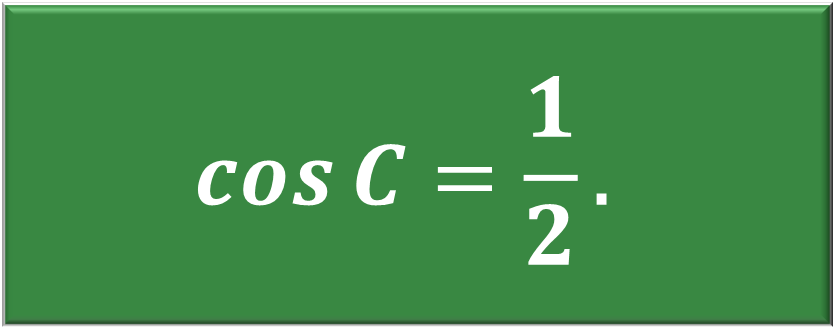 cos C = 1/2.